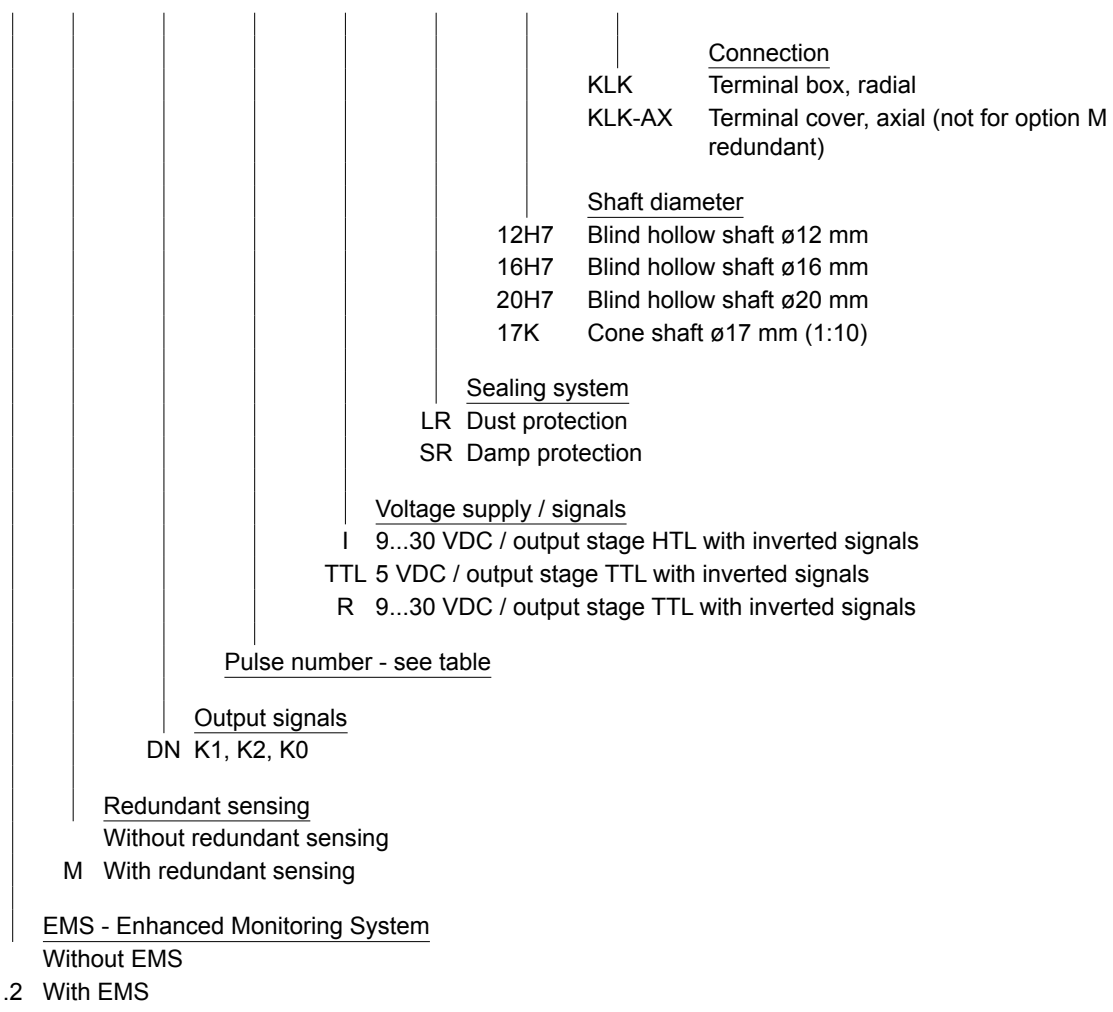 Connection
KLK Terminal box, radial
KLK-AX Terminal cover, axial (not for option M
redundant)
Shaft diameter
12H7 Blind hollow shaft ø12 mm
16H7 Blind hollow shaft ø16 mm
20H7 Blind hollow shaft ø20 mm
17K Cone shaft ø17 mm (1:10)
Sealing system
LR Dust protection
SR Damp protection
Voltage supply / signals
I 9...30 VDC / output stage HTL with inverted signals
TTL 5 VDC / output stage TTL with inverted signals
R 9...30 VDC / output stage TTL with inverted signals
Pulse number - see table
Output signals
DN K1, K2, K0
Redundant sensing
Without redundant sensing
M With redundant sensing
EMS - Enhanced Monitoring System
Without EMS
.2 With EMS